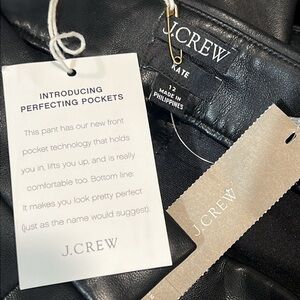 INTRODUCING
PERFECTING POCKETS
This pant has our new front
pocket technology that holds
you in, lifts you up, and is really
comfortable too. Bottom line:
It makes you look pretty perfect
(just as the name would suggest).
J.CREW
J.CREW
KATE
12
MADE IN
PHILIPPINES
J.CREW